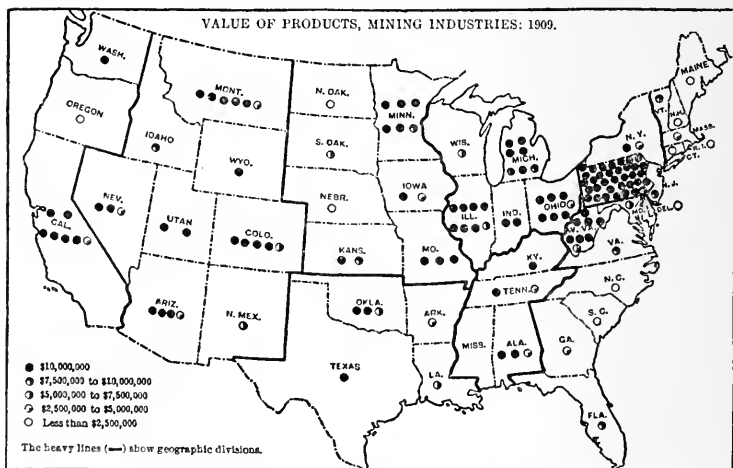 VALUE OF PRODUCTS, MINING INDUSTRIES: 1909.
WASH.
MONT.
N. DAK.
MINN.
MAINE
OREGON
IDAHO
S. DAK.
WIS.
MICH.
VT.
N.H.
MASS.
N.Y.
R.I.
CT.
WYO.
NEBR.
IOWA
NEV.
UTAH
COLO.
ILL.
IND.
OHIO
N.J.
CAL.
KANS.
MO.
W. VA.
MD.
DEL.
KY.
VA.
ARIZ.
N. MEX.
OKLA.
ARK.
TENN.
N.C.
S.C.
TEXAS
MISS.
ALA.
GA.
LA.
FLA.
$10,000,000
$7,500,000 to $10,000,000
$5,000,000 to $7,500,000
$2,500,000 to $5,000,000
Less than $2,500,000
The heavy lines (—) show geographic divisions.